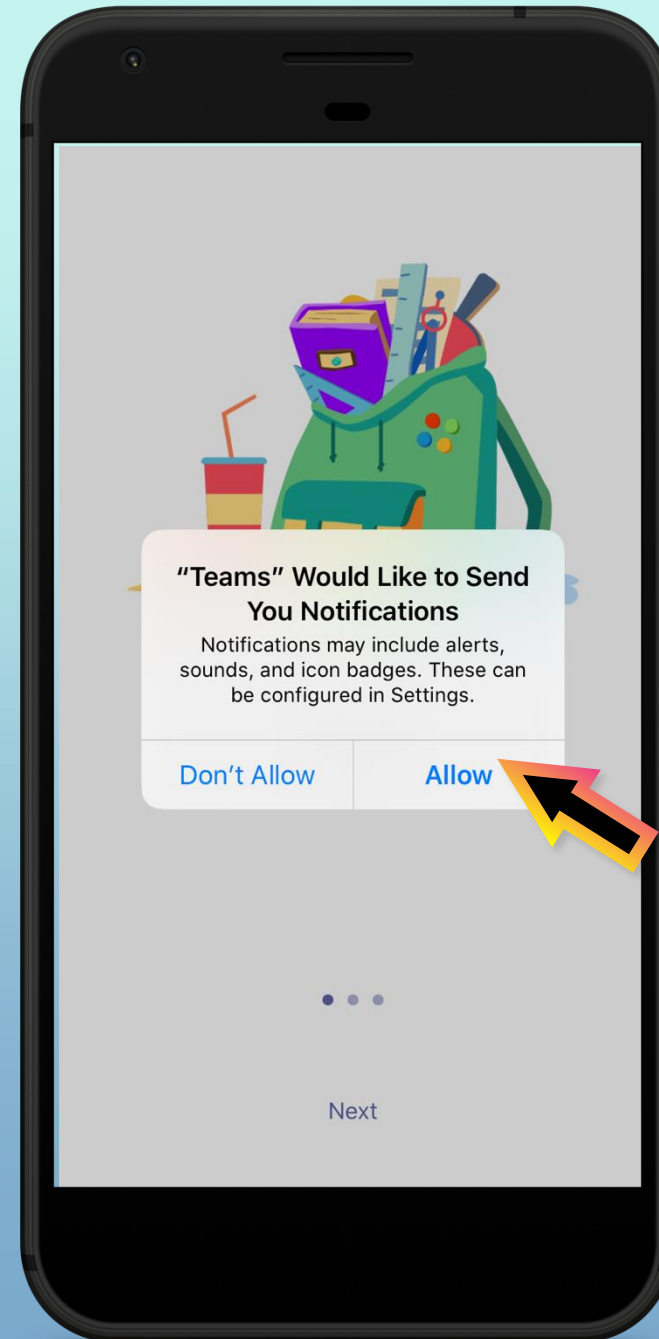 “Teams” Would Like to Send
You Notifications
Notifications may include alerts,
sounds, and icon badges. These can
be configured in Settings.
Don’t Allow
Allow
Next